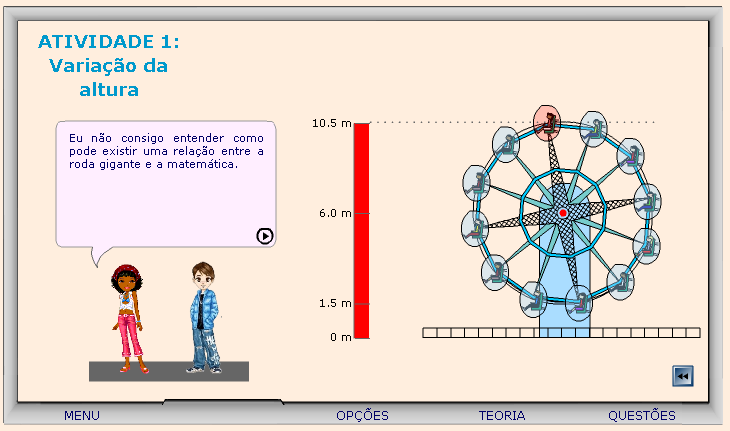 ATIVIDADE 1:
Variação da
altura
Eu não consigo entender como
pode existir uma relação entre a
roda gigante e a matemática.
10.5 m
6.0 m
1.5 m
0 m
MENU
OPÇÕES
TEORIA
QUESTÕES